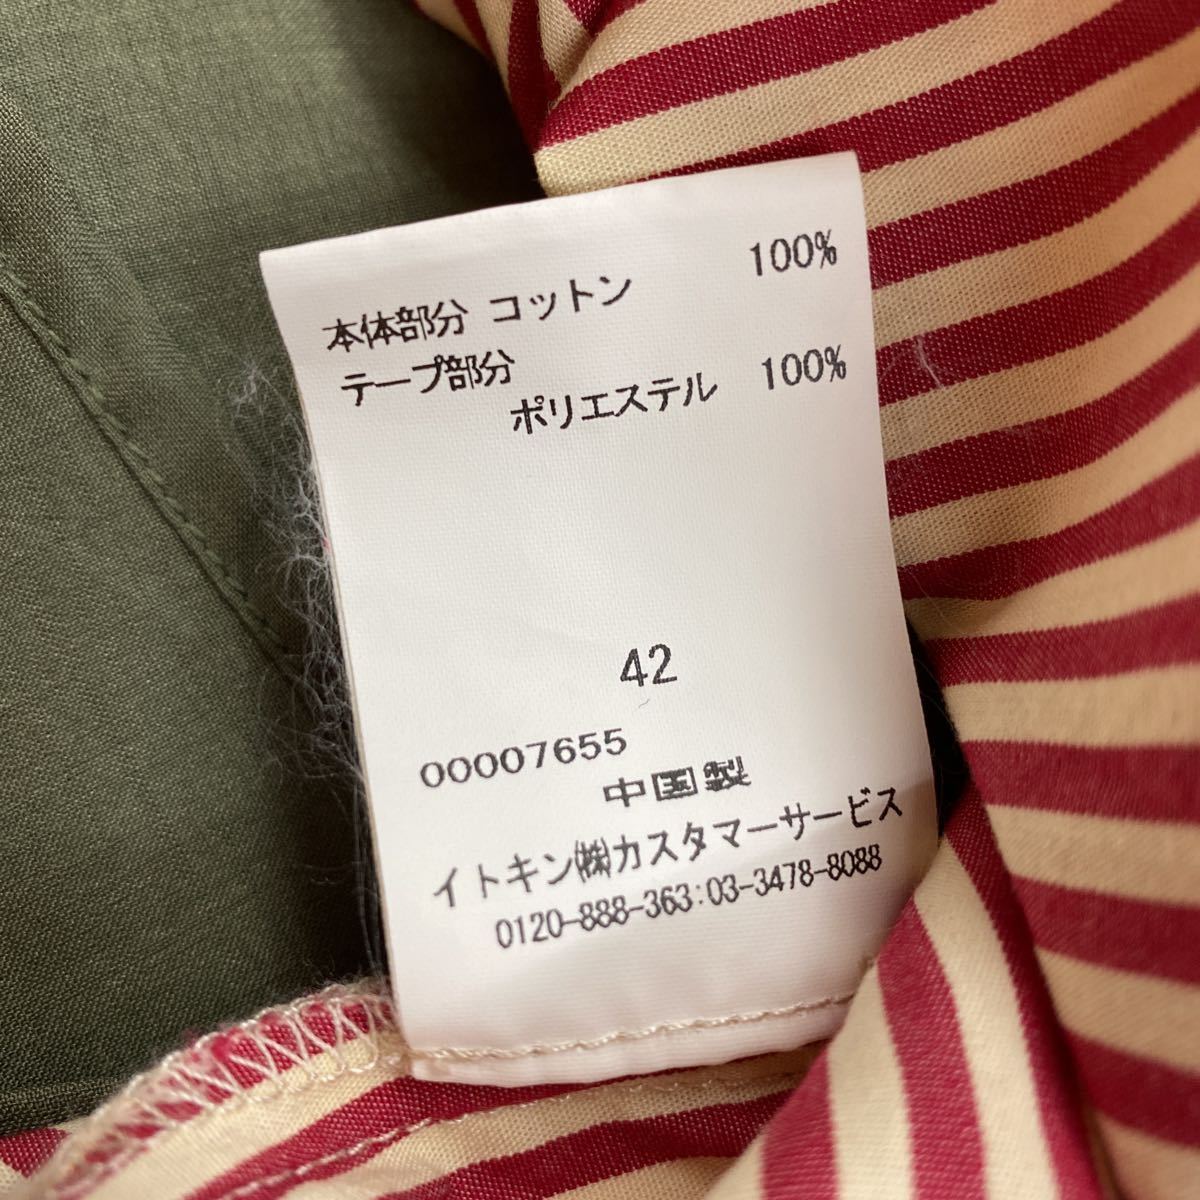 本体部分 コットン 100%
テープ部分
ポリエステル 100%
42
00007655
中国製
イトキン㈱カスタマーサービス
0120-888-363:03-3478-8088